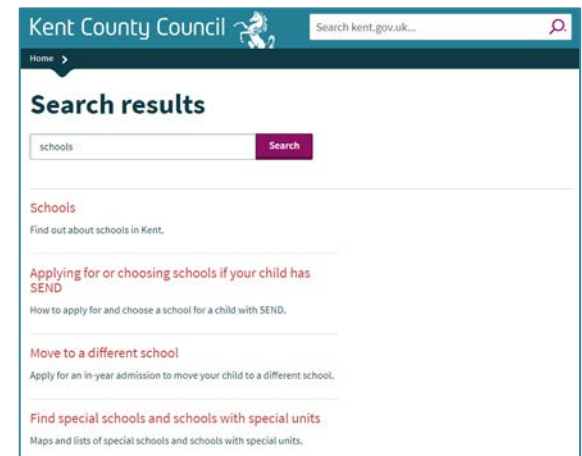 Kent County Council
Search kent.gov.uk....
Home
Search results
schools
Search
Schools
Find out about schools in Kent.
Applying for or choosing schools if your child has
SEND
How to apply for and choose a school for a child with SEND.
Move to a different school
Apply for an in-year admission to move your child to a different school.
Find special schools and schools with special units
Maps and lists of special schools and schools with special units.